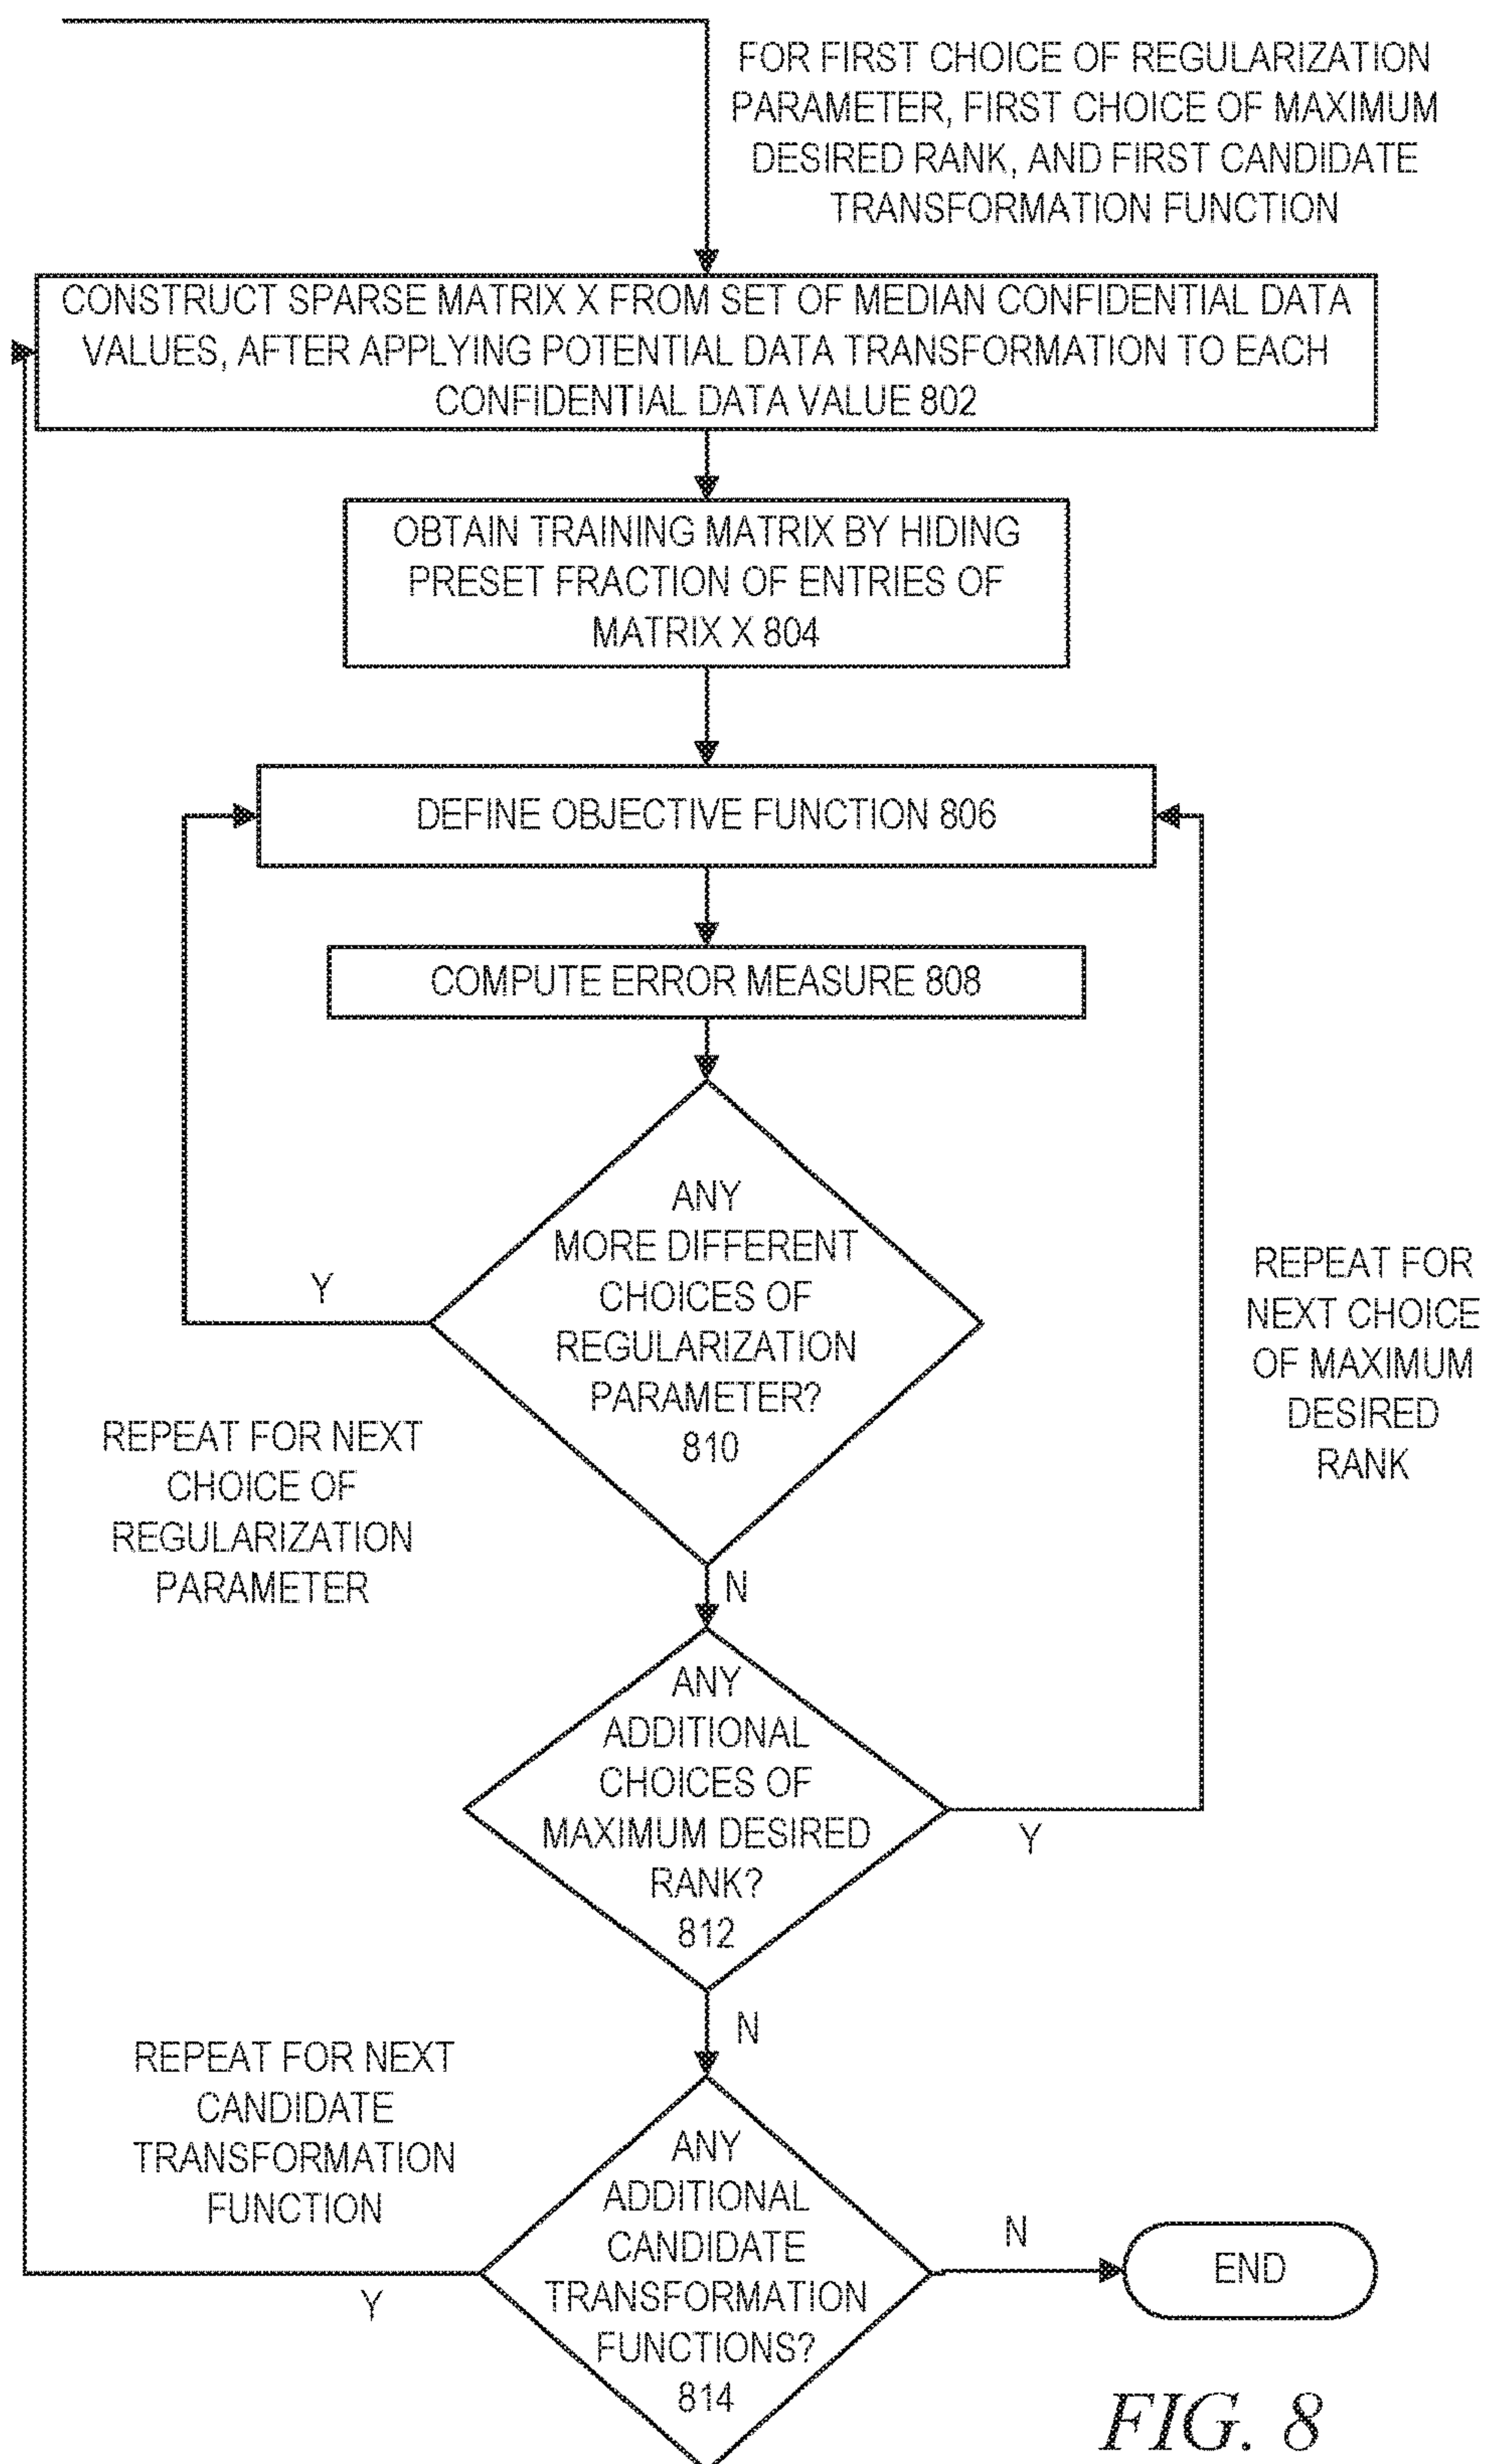 FOR FIRST CHOICE OF REGULARIZATION
PARAMETER, FIRST CHOICE OF MAXIMUM
DESIRED RANK, AND FIRST CANDIDATE
TRANSFORMATION FUNCTION
CONSTRUCT SPARSE MATRIX X FROM SET OF MEDIAN CONFIDENTIAL DATA
VALUES, AFTER APPLYING POTENTIAL DATA TRANSFORMATION TO EACH
CONFIDENTIAL DATA VALUE 802
OBTAIN TRAINING MATRIX BY HIDING
PRESET FRACTION OF ENTRIES OF
MATRIX X 804
DEFINE OBJECTIVE FUNCTION 806
COMPUTE ERROR MEASURE 808
ANY
MORE DIFFERENT
CHOICES OF
REGULARIZATION
PARAMETER?
810
Y
REPEAT FOR NEXT
CHOICE OF
REGULARIZATION
PARAMETER
REPEAT FOR
NEXT CHOICE
OF MAXIMUM
DESIRED
RANK
N
ANY
ADDITIONAL
CHOICES OF
MAXIMUM DESIRED
RANK?
812
Y
N
REPEAT FOR NEXT
CANDIDATE
TRANSFORMATION
FUNCTION
ANY
ADDITIONAL
CANDIDATE
TRANSFORMATION
FUNCTIONS?
814
Y
N
END
FIG. 8